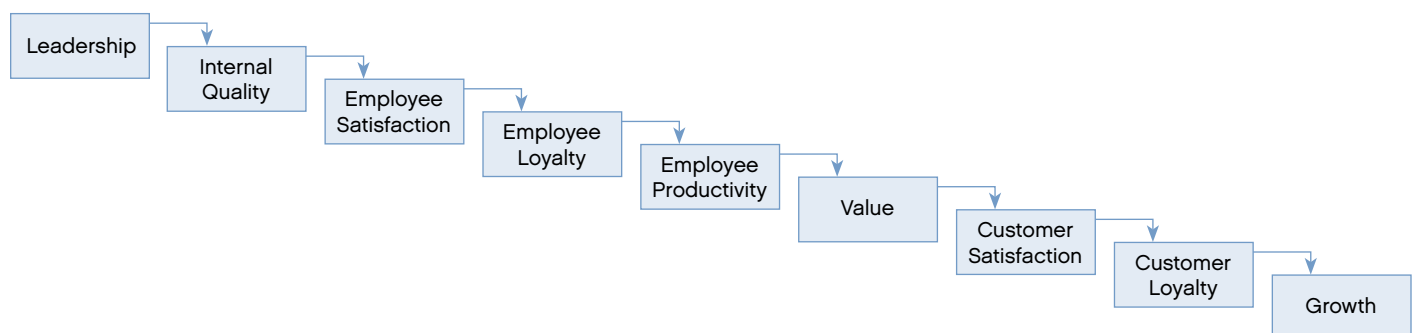 Leadership
Internal
Quality
Employee
Satisfaction
Employee
Loyalty
Employee
Productivity
Value
Customer
Satisfaction
Customer
Loyalty
Growth